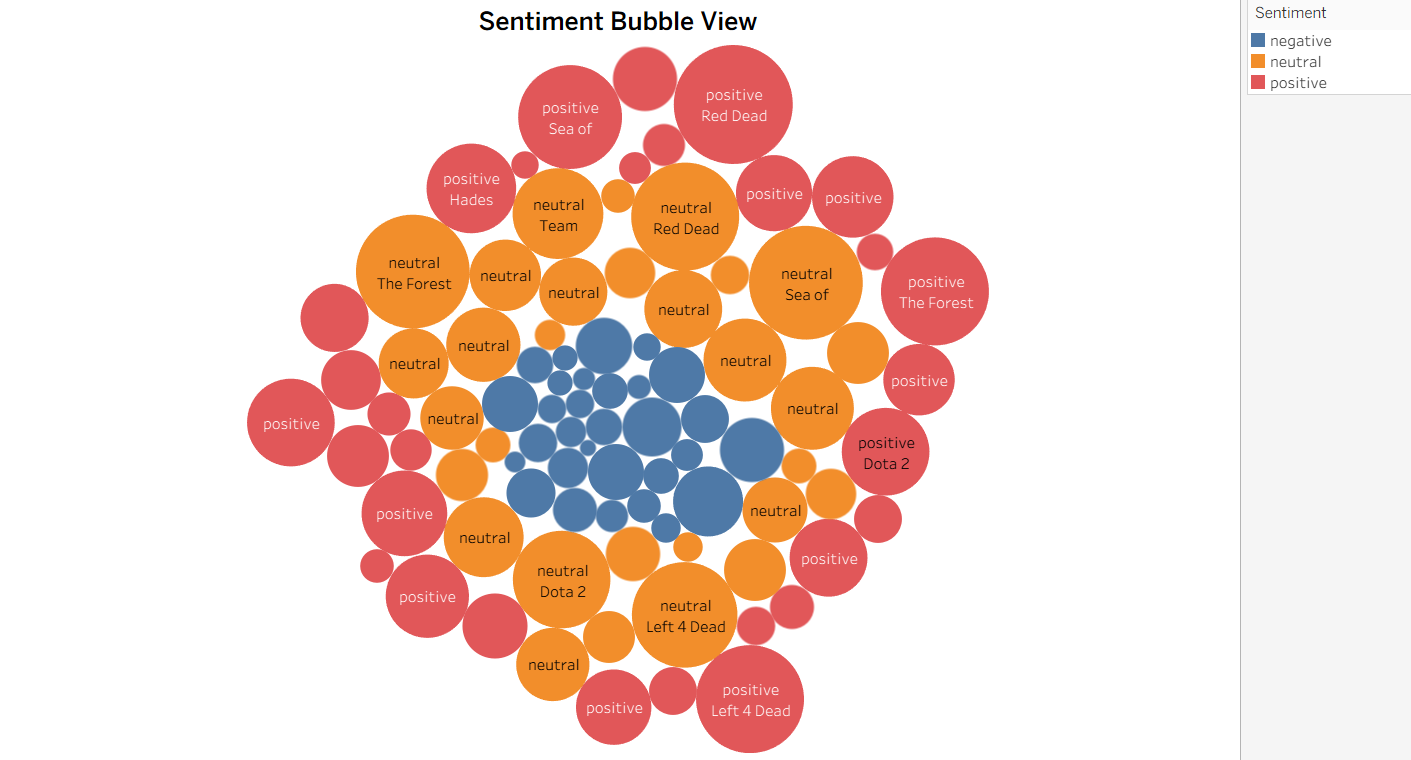 Sentiment Bubble View
Sentiment
negative
neutral
positive
positive
Sea of
positive
Red Dead
positive
Hades
neutral
Team
neutral
Red Dead
positive
positive
neutral
The Forest
neutral
neutral
neutral
neutral
Sea of
positive
The Forest
neutral
neutral
neutral
positive
neutral
neutral
positive
positive
Dota 2
positive
neutral
neutral
positive
neutral
Dota 2
positive
neutral
Left 4 Dead
neutral
positive
positive
Left 4 Dead